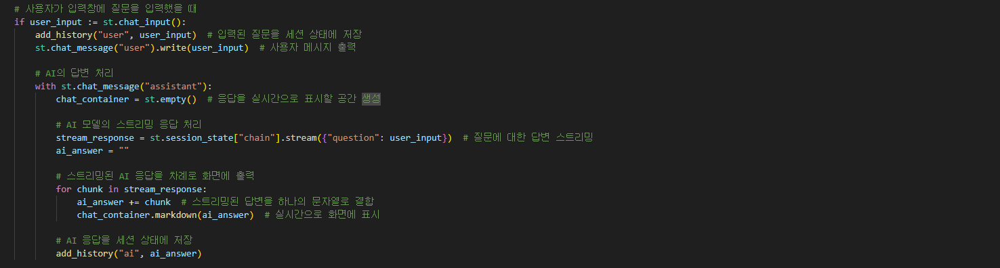 # 사용자가 입력창에 질문을 입력했을 때
if user_input := st.chat_input():
add_history("user", user_input)  # 입력된 질문을 세션 상태에 저장
st.chat_message("user").write(user_input)  # 사용자 메시지 출력
# AI의 답변 처리
with st.chat_message("assistant"):
chat_container = st.empty()  # 응답을 실시간으로 표시할 공간 생성
# AI 모델의 스트리밍 응답 처리
stream_response = st.session_state["chain"].stream({"question": user_input})  # 질문에 대한 답변 스트리밍
ai_answer = ""
# 스트리밍된 AI 응답을 차례로 화면에 출력
for chunk in stream_response:
ai_answer += chunk  # 스트리밍된 답변을 하나의 문자열로 결합
chat_container.markdown(ai_answer)  # 실시간으로 화면에 표시
# AI 응답을 세션 상태에 저장
add_history("ai", ai_answer)